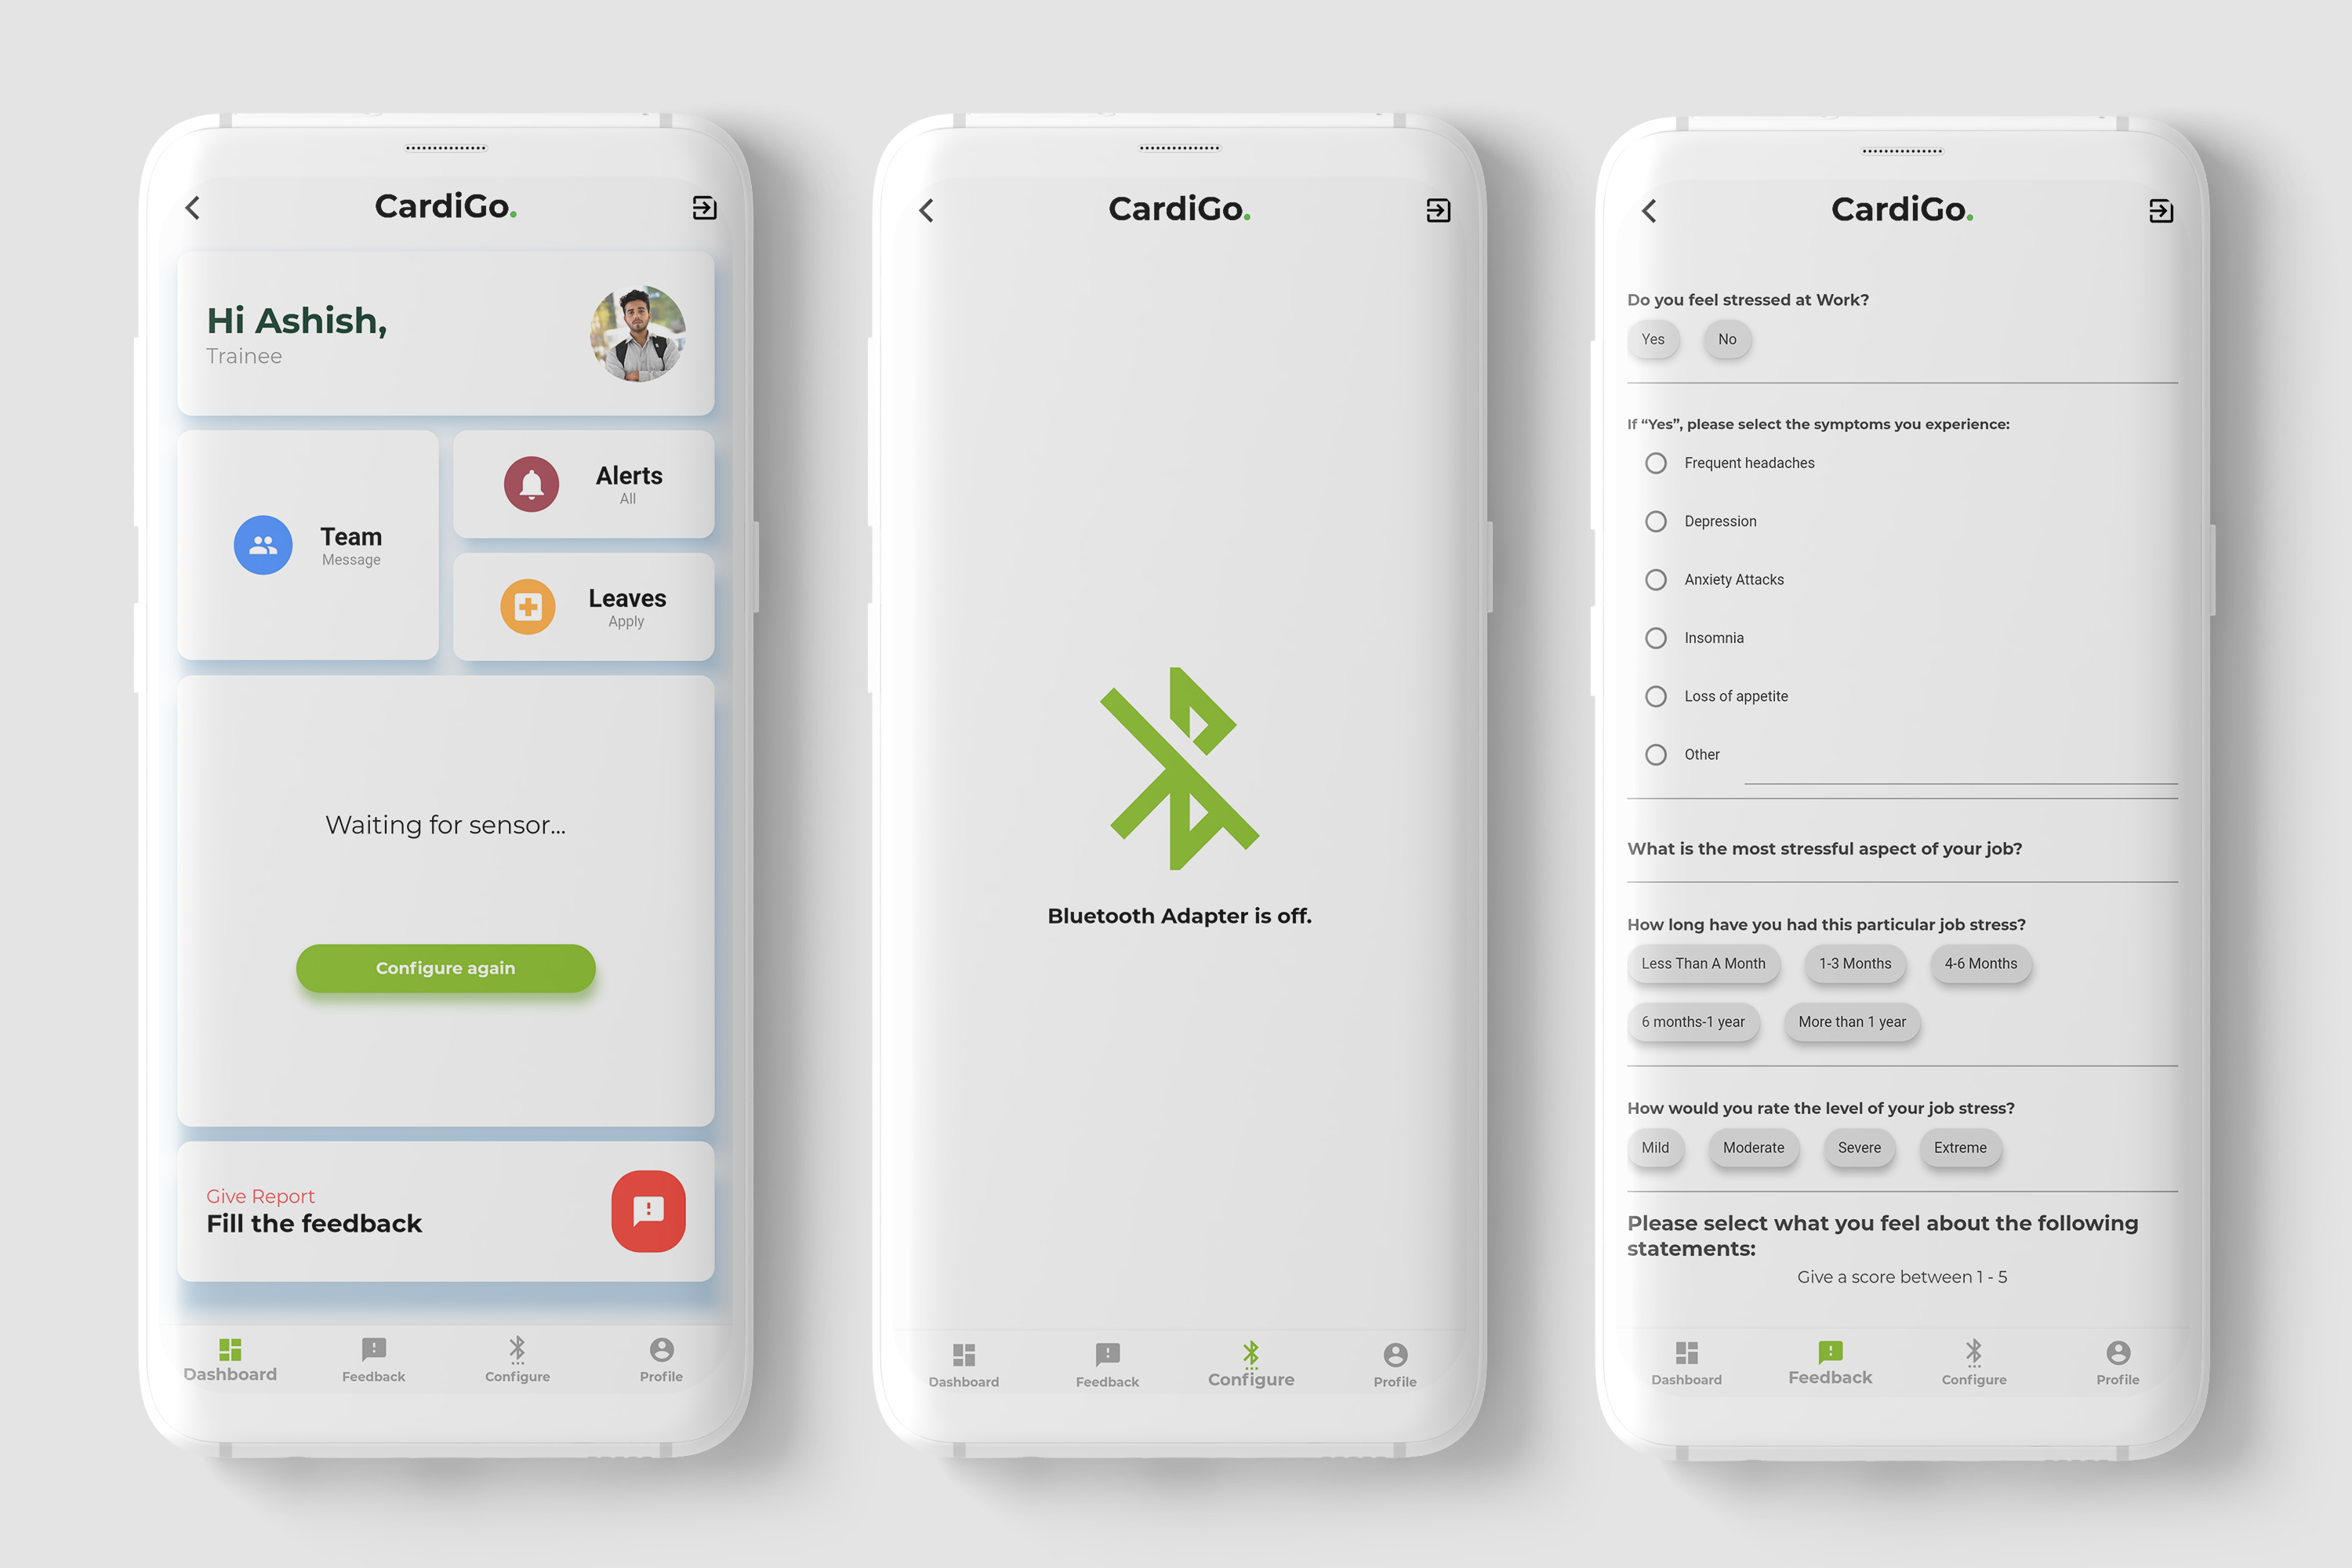 CardiGo.
Hi Ashish,
Trainee
Team
Message
Alerts
All
Leaves
Apply
Waiting for sensor...
Configure again
Give Report
Fill the feedback
Dashboard
Feedback
Configure
Profile
CardiGo.
Bluetooth Adapter is off.
Dashboard
Feedback
Configure
Profile
CardiGo.
Do you feel stressed at Work?
Yes
No
If “Yes”, please select the symptoms you experience:
Frequent headaches
Depression
Anxiety Attacks
Insomnia
Loss of appetite
Other
What is the most stressful aspect of your job?
How long have you had this particular job stress?
Less Than A Month
1-3 Months
4-6 Months
6 months-1 year
More than 1 year
How would you rate the level of your job stress?
Mild
Moderate
Severe
Extreme
Please select what you feel about the following
statements:
Give a score between 1 - 5
Dashboard
Feedback
Configure
Profile